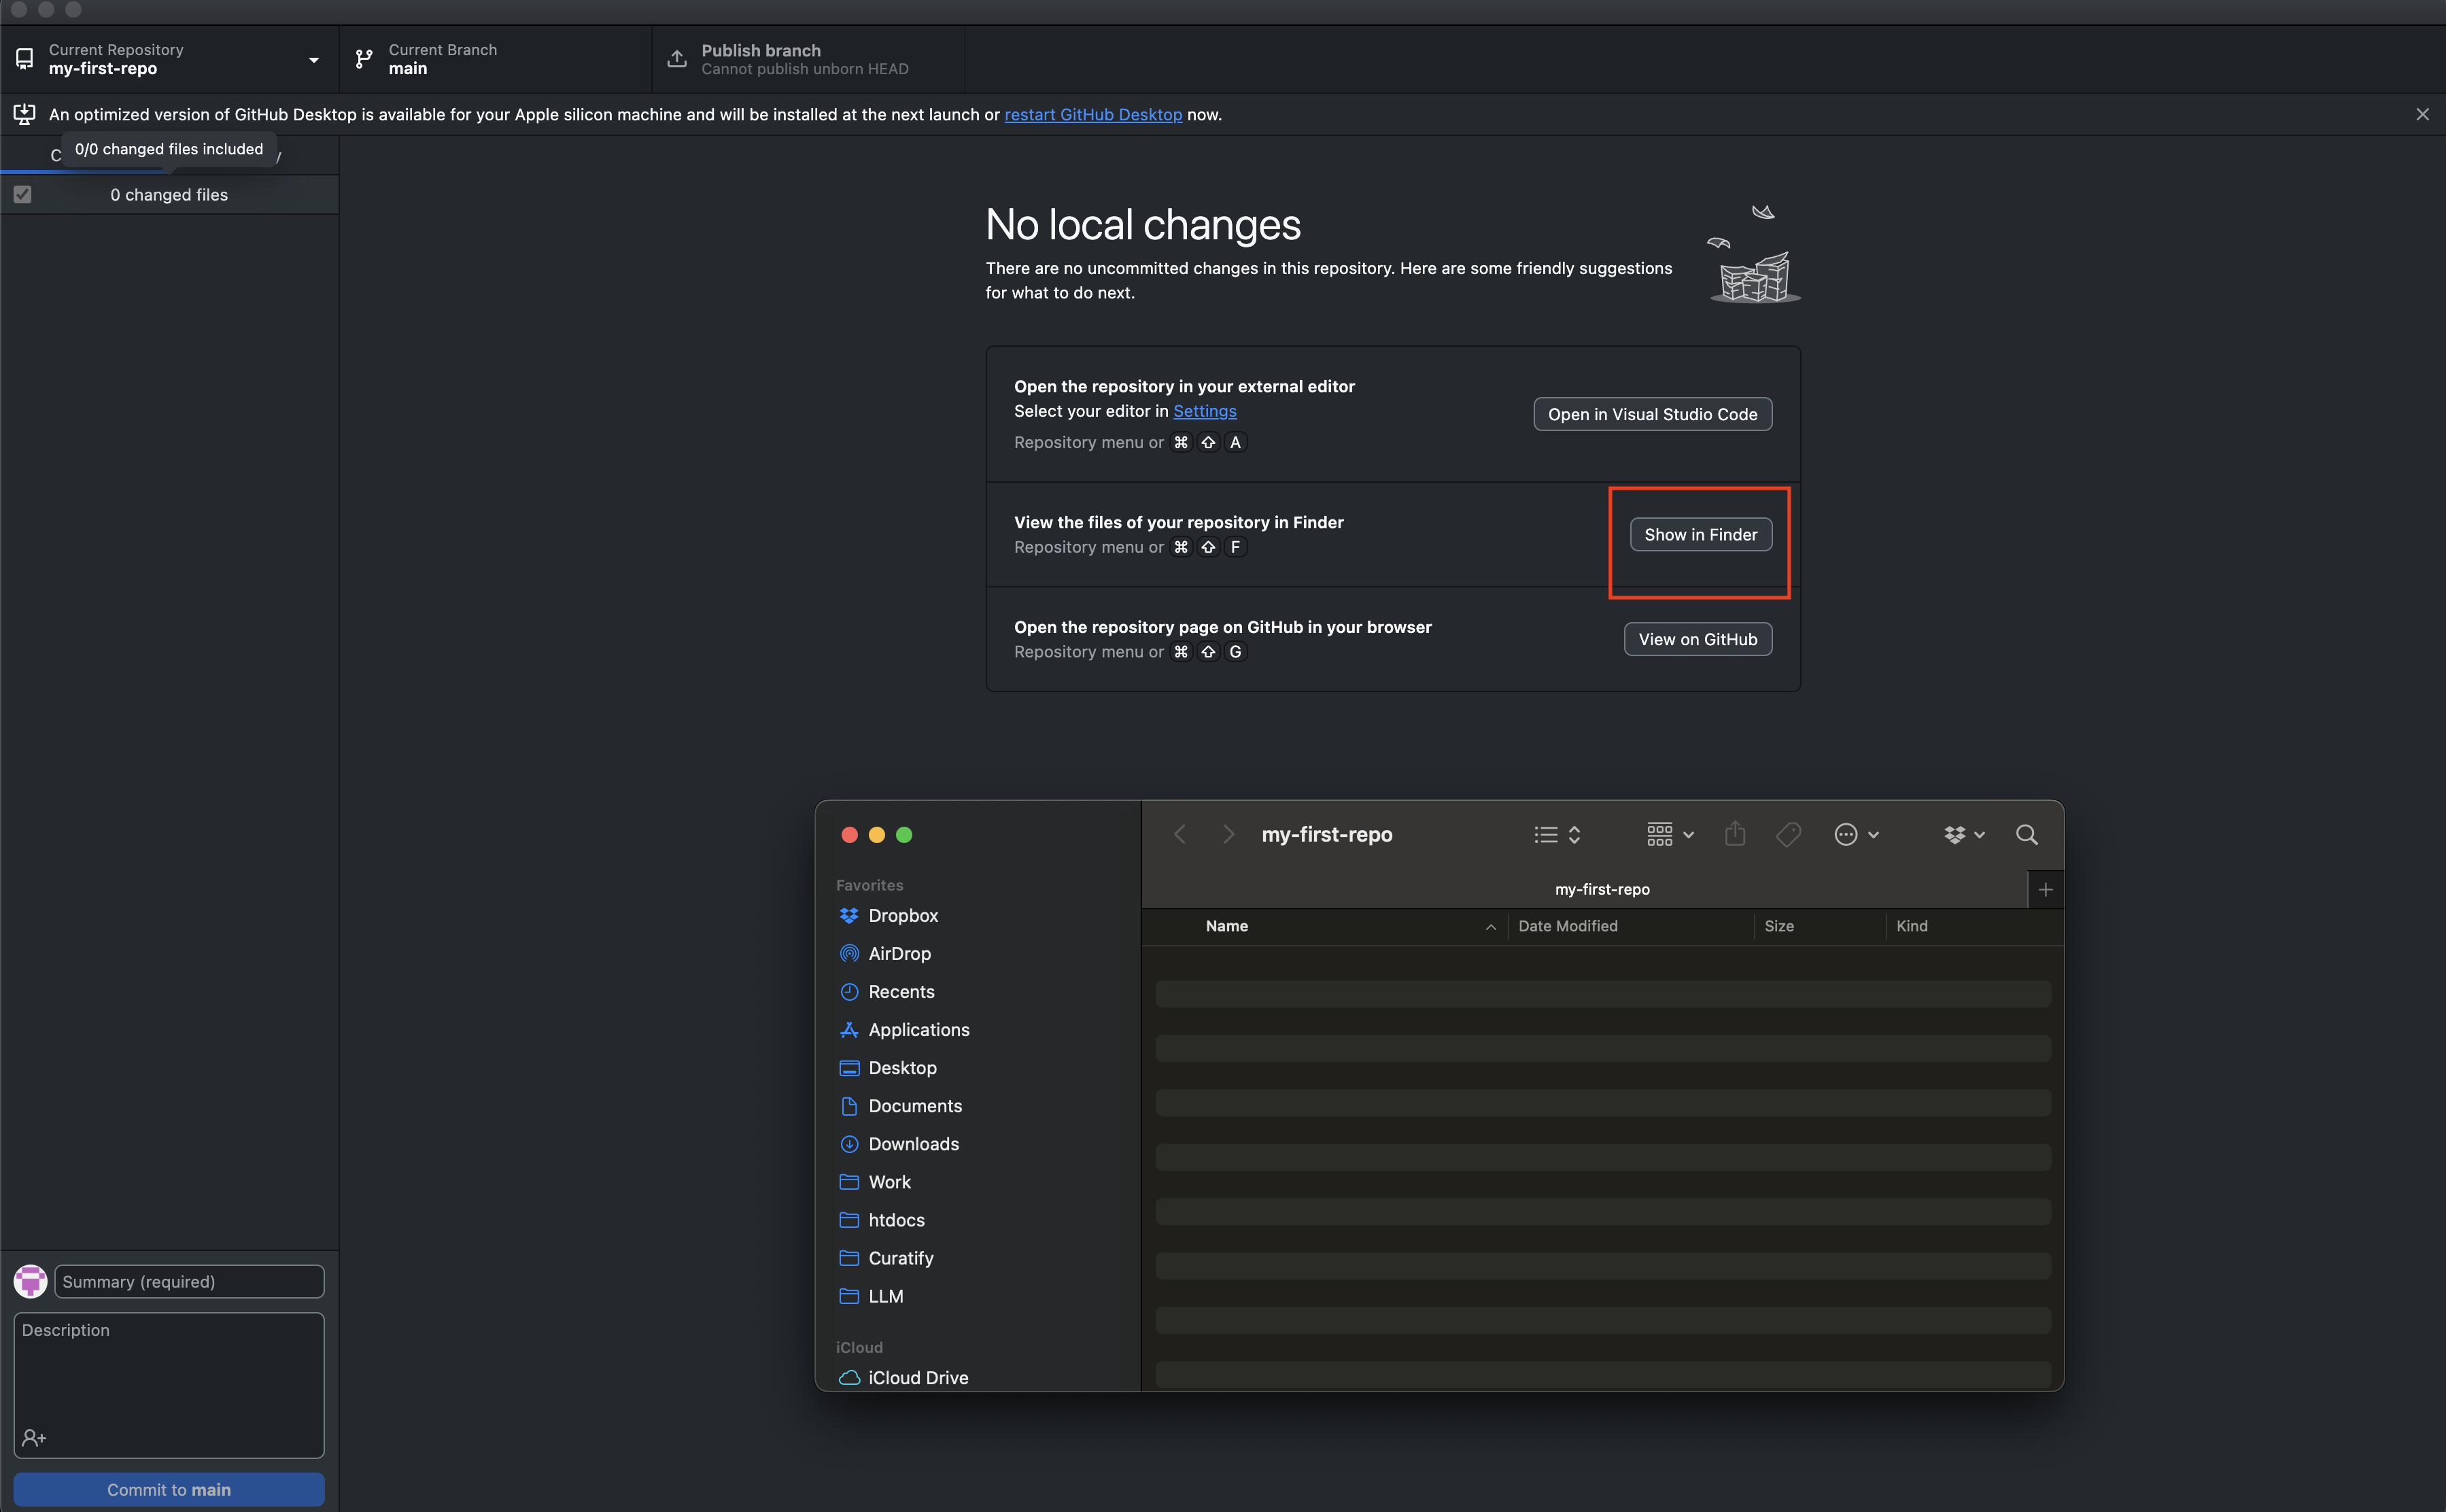 Current Repository
my-first-repo
Current Branch
main
Publish branch
Cannot publish unborn HEAD
An optimized version of GitHub Desktop is available for your Apple silicon machine and will be installed at the next launch or restart GitHub Desktop now.
0/0 changed files included
0 changed files
No local changes
There are no uncommitted changes in this repository. Here are some friendly suggestions
for what to do next.
Open the repository in your external editor
Select your editor in Settings
Repository menu or ⌘ ⇧ A
Open in Visual Studio Code
View the files of your repository in Finder
Repository menu or ⌘ ⇧ F
Show in Finder
Open the repository page on GitHub in your browser
Repository menu or ⌘ ⇧ G
View on GitHub
my-first-repo
my-first-repo
Name
Date Modified
Size
Kind
Favorites
Dropbox
AirDrop
Recents
Applications
Desktop
Documents
Downloads
Work
htdocs
Curatify
LLM
iCloud
iCloud Drive
Summary (required)
Description
Commit to main